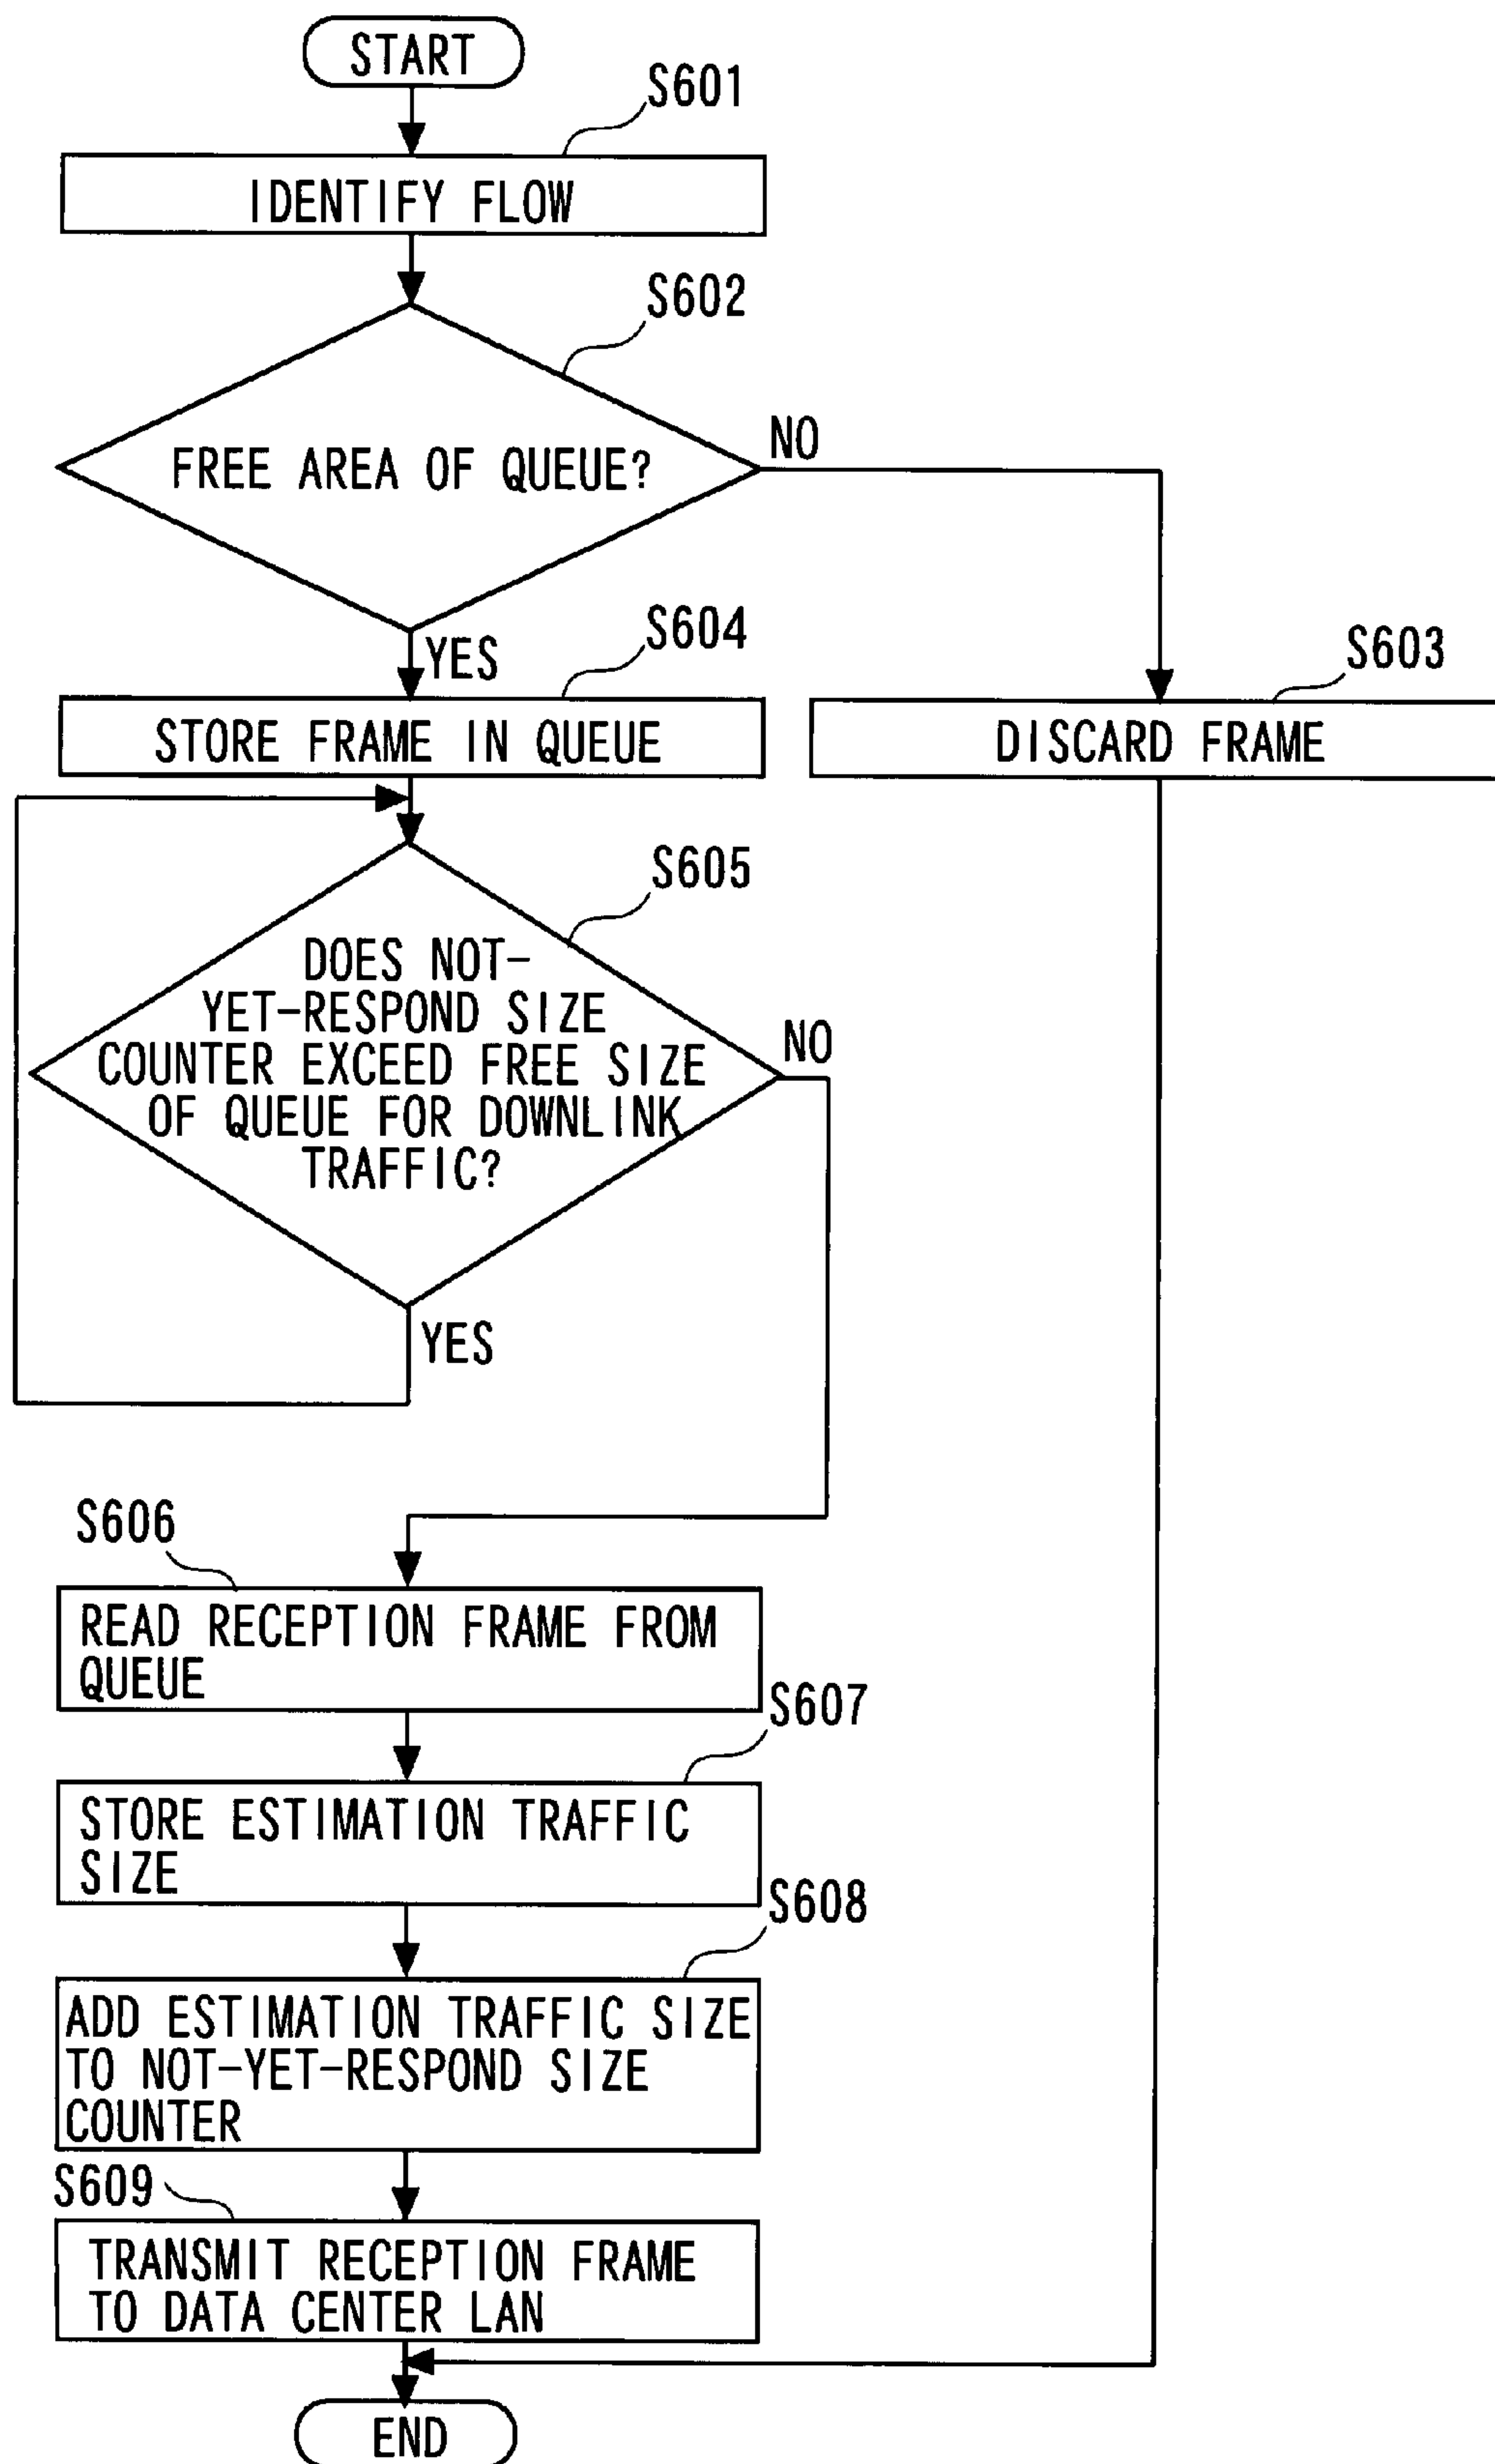 START
S601
IDENTIFY FLOW
S602
FREE AREA OF QUEUE?
NO
YES
S604
STORE FRAME IN QUEUE
S603
DISCARD FRAME
S605
DOES NOT-
YET-RESPOND SIZE
COUNTER EXCEED FREE SIZE
OF QUEUE FOR DOWNLINK
TRAFFIC?
NO
YES
S606
READ RECEPTION FRAME FROM
QUEUE
S607
STORE ESTIMATION TRAFFIC
SIZE
S608
ADD ESTIMATION TRAFFIC SIZE
TO NOT-YET-RESPOND SIZE
COUNTER
S609
TRANSMIT RECEPTION FRAME
TO DATA CENTER LAN
END